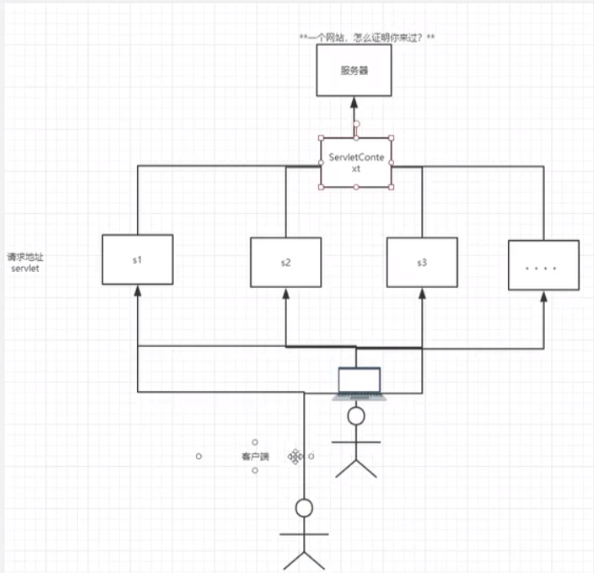 **一个网站，怎么证明你来过？**
服务器
ServletConte
xt
请求地址
servlet
s1
s2
s3
....
客户端